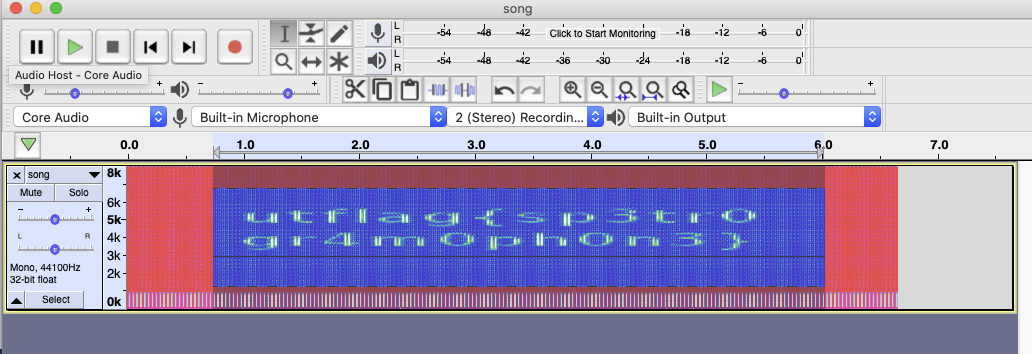 song
L
R
-54 -48 -42 Click to Start Monitoring -18 -12 -6 0
L
R
-54 -48 -42 -36 -30 -24 -18 -12 -6 0
Audio Host - Core Audio
- +
- +
- +
Core Audio
Built-in Microphone
2 (Stereo) Recordin...
Built-in Output
0.0 1.0 2.0 3.0 4.0 5.0 6.0 7.0
× song
Mute Solo
- +
L R
Mono, 44100Hz
32-bit float
Select
8k
6k
5k
4k
3k
2k
0k
utflag{sp3tr0
gr4m0ph0n3}